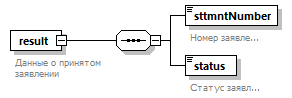 sttmntNumber
Номер заявле...
result
Данные о принятом
заявлении
status
Статус заявл...